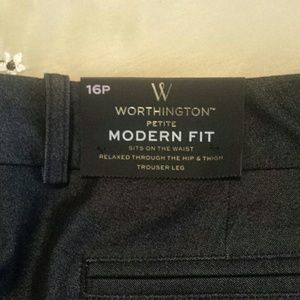 16P
W
WORTHINGTON™
PETITE
MODERN FIT
SITS ON THE WAIST
RELAXED THROUGH THE HIP & THIGH
TROUSER LEG